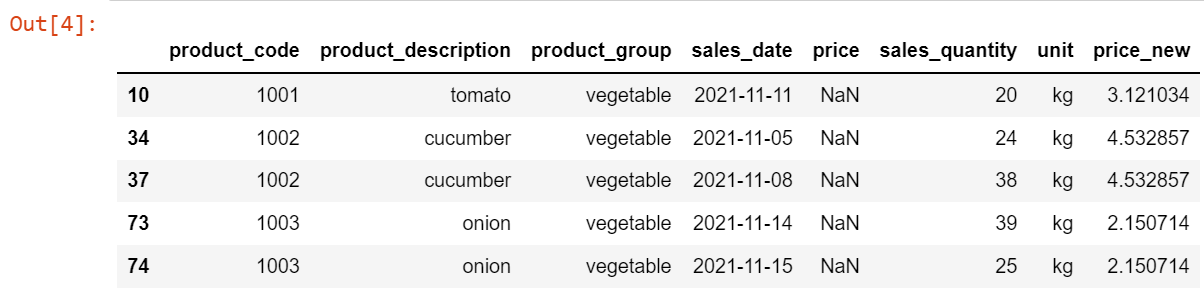 Out[4]:
product_code product_description product_group sales_date price sales_quantity unit price_new
10 1001 tomato vegetable 2021-11-11 NaN 20 kg 3.121034
34 1002 cucumber vegetable 2021-11-05 NaN 24 kg 4.532857
37 1002 cucumber vegetable 2021-11-08 NaN 38 kg 4.532857
73 1003 onion vegetable 2021-11-14 NaN 39 kg 2.150714
74 1003 onion vegetable 2021-11-15 NaN 25 kg 2.150714